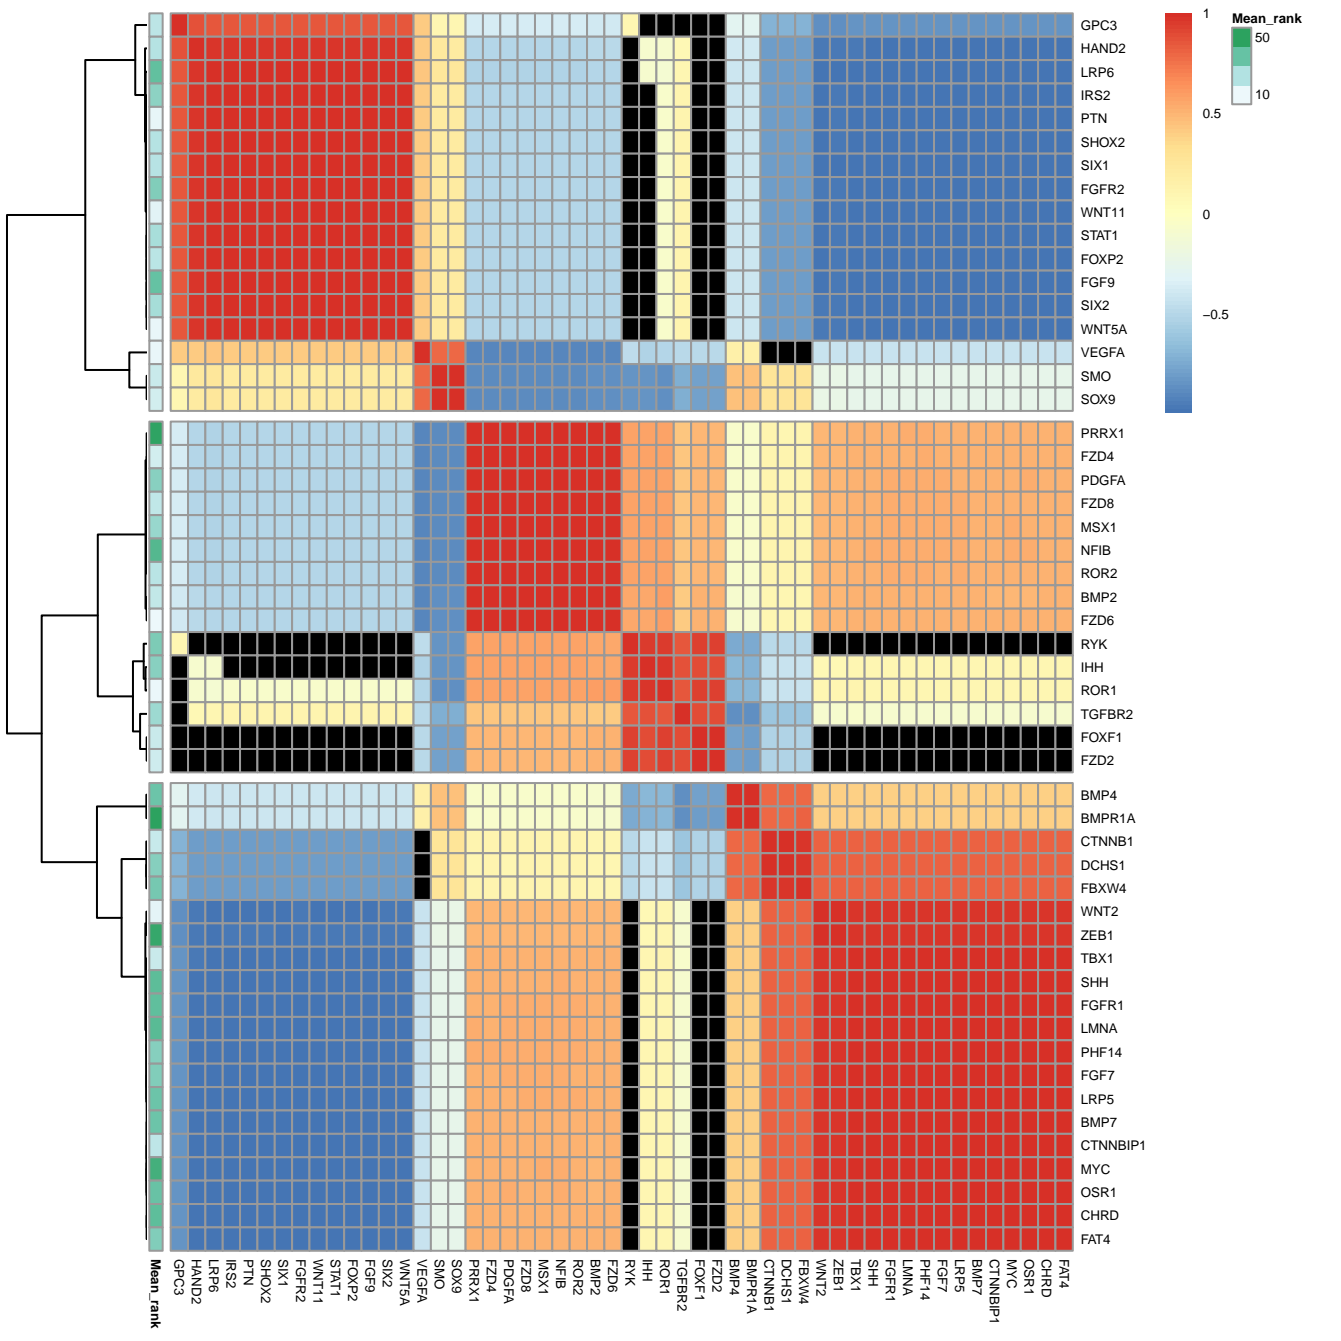 GPC3
HAND2
LRP6
IRS2
PTN
SHOX2
SIX1
FGFR2
WNT11
STAT1
FOXP2
FGF9
SIX2
WNT5A
VEGFA
SMO
SOX9
PRRX1
FZD4
PDGFA
FZD8
MSX1
NFIB
ROR2
BMP2
FZD6
RYK
IHH
ROR1
TGFBR2
FOXF1
FZD2
BMP4
BMPR1A
CTNNB1
DCHS1
FBXW4
WNT2
ZEB1
TBX1
SHH
FGFR1
LMNA
PHF14
FGF7
LRP5
BMP7
CTNNBIP1
MYC
OSR1
CHRD
FAT4
1
0.5
0
−0.5
Mean_rank
50
10
Mean_rank
GPC3
HAND2
LRP6
IRS2
PTN
SHOX2
SIX1
FGFR2
WNT11
STAT1
FOXP2
FGF9
SIX2
WNT5A
VEGFA
SMO
SOX9
PRRX1
FZD4
PDGFA
FZD8
MSX1
NFIB
ROR2
BMP2
FZD6
RYK
IHH
ROR1
TGFBR2
FOXF1
FZD2
BMP4
BMPR1A
CTNNB1
DCHS1
FBXW4
WNT2
ZEB1
TBX1
SHH
FGFR1
LMNA
PHF14
FGF7
LRP5
BMP7
CTNNBIP1
MYC
OSR1
CHRD
FAT4